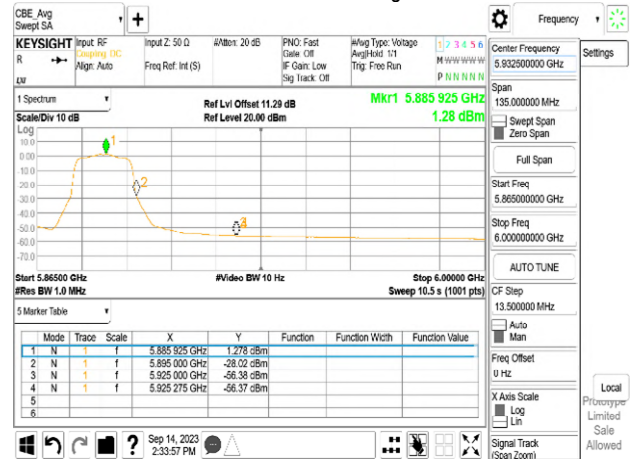 CBE_Avg
Swept SA
+
Frequency
KEYSIGHT
R
Input: RF
Coupling: DC
Align: Auto
Input Z: 50 Ω
Freq Ref: Int (S)
#Atten: 20 dB
PNO: Fast
Gate: Off
IF Gain: Low
Sig Track: Off
#Avg Type: Voltage
Avg|Hold: 1/1
Trig: Free Run
1 2 3 4 5 6
M W W W W W
P N N N N N
1 Spectrum
Scale/Div 10 dB
Ref Lvl Offset 11.29 dB
Ref Level 20.00 dBm
Mkr1 5.885 925 GHz
1.28 dBm
Log
10.0
0.00
-10.0
-20.0
-30.0
-40.0
-50.0
-60.0
-70.0
1
2
Start 5.86500 GHz
#Res BW 1.0 MHz
#Video BW 10 Hz
Stop 6.00000 GHz
Sweep 10.5 s (1001 pts)
5 Marker Table
Mode Trace Scale X Y Function Function Width Function Value
1 N 1 f 5.885 925 GHz 1.278 dBm
2 N 1 f 5.895 000 GHz -28.02 dBm
3 N 1 f 5.925 000 GHz -56.38 dBm
4 N 1 f 5.925 275 GHz -56.37 dBm
5
6
?
Sep 14, 2023
2:33:57 PM
Center Frequency
5.932500000 GHz
Settings
Span
135.000000 MHz
Swept Span
Zero Span
Full Span
Start Freq
5.865000000 GHz
Stop Freq
6.000000000 GHz
AUTO TUNE
CF Step
13.500000 MHz
Auto
Man
Freq Offset
0 Hz
X Axis Scale
Log
Lin
Signal Track
(Span Zoom)
Local
Prototype
Limited
Sale
Allowed